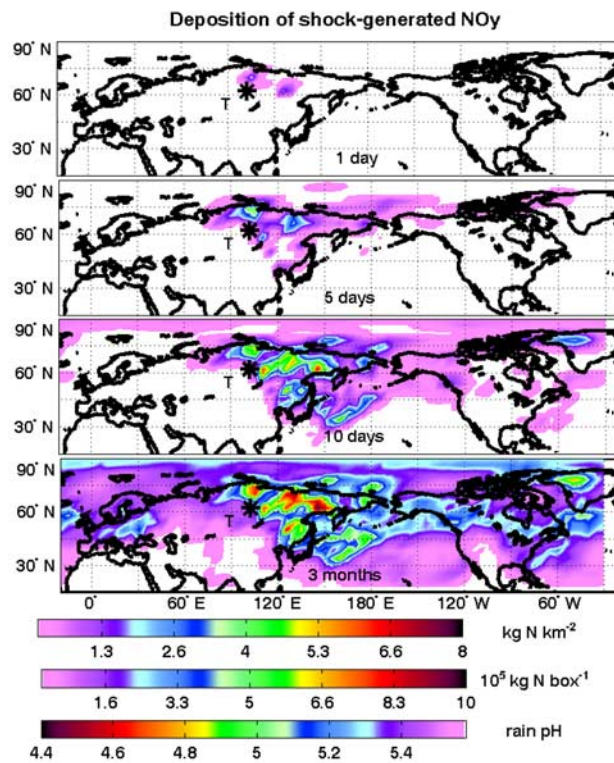 Deposition of shock-generated NOy
90° N
60° N
30° N
T
1 day
90° N
60° N
30° N
T
5 days
90° N
60° N
30° N
T
10 days
90° N
60° N
30° N
T
3 months
0° 60° E 120° E 180° E 120° W 60° W
kg N km⁻²
1.3 2.6 4 5.3 6.6 8
10⁵ kg N box⁻¹
1.6 3.3 5 6.6 8.3 10
rain pH
4.4 4.6 4.8 5 5.2 5.4